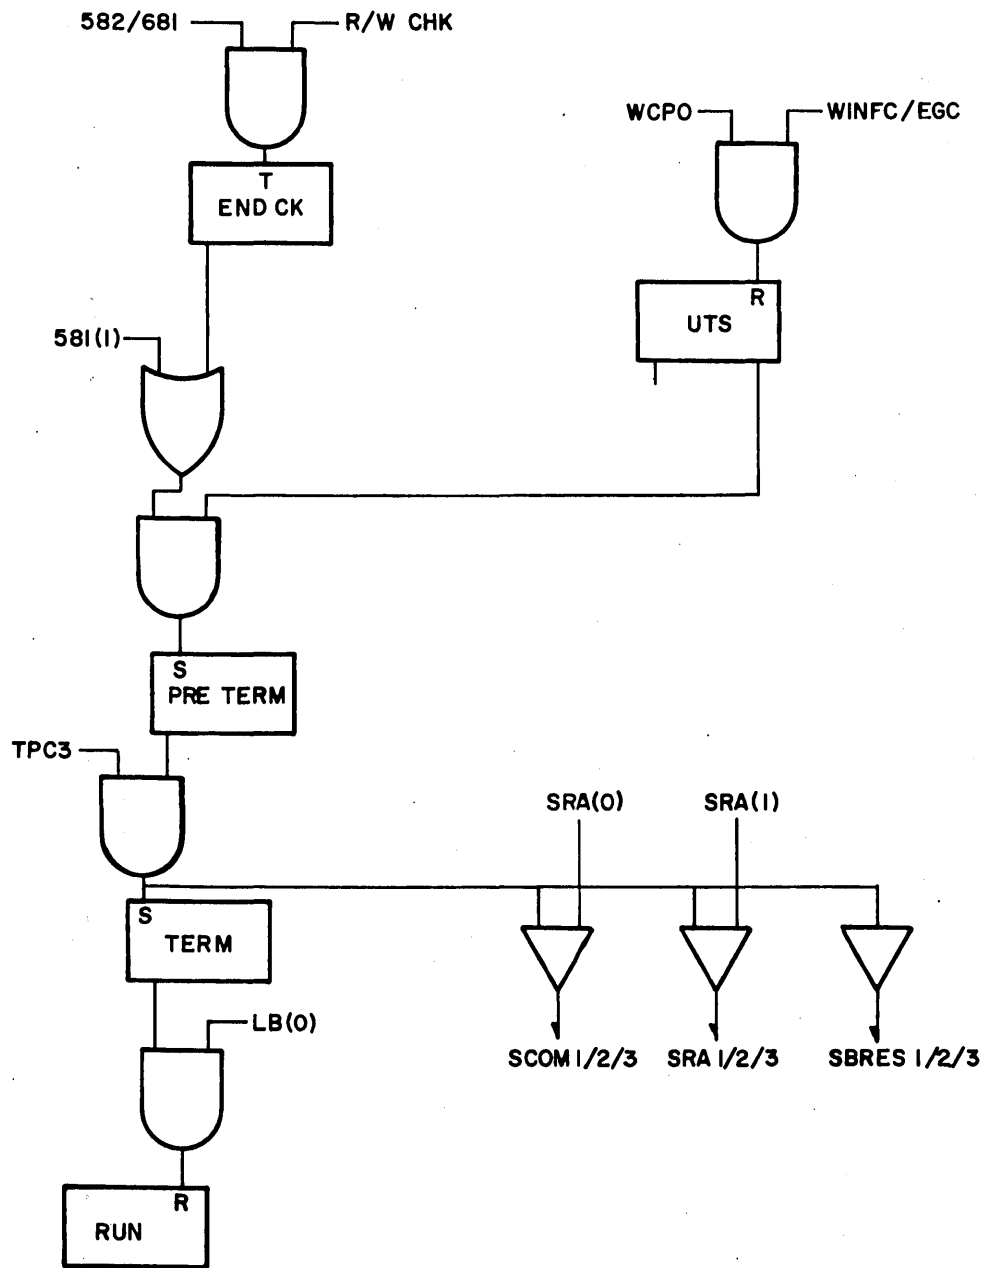 582/681 R/W CHK
WCPO WINFC/EGC
T
END CK
R
UTS
581(1)
S
PRE TERM
TPC3
SRA(0) SRA(1)
S
TERM
LB(0)
SCOM 1/2/3 SRA 1/2/3 SBRES 1/2/3
R
RUN